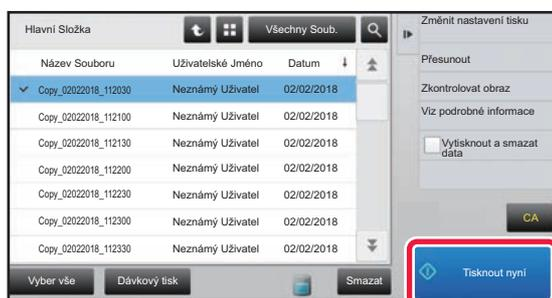 Hlavní Složka
Všechny Soub.
Název Souboru Uživatelské Jméno Datum
Copy_02022018_112030 Neznámý Uživatel 02/02/2018
Copy_02022018_112100 Neznámý Uživatel 02/02/2018
Copy_02022018_112130 Neznámý Uživatel 02/02/2018
Copy_02022018_112200 Neznámý Uživatel 02/02/2018
Copy_02022018_112230 Neznámý Uživatel 02/02/2018
Copy_02022018_112300 Neznámý Uživatel 02/02/2018
Copy_02022018_112330 Neznámý Uživatel 02/02/2018
Vyber vše Dávkový tisk Smazat
Změnit nastavení tisku
Přesunout
Zkontrolovat obraz
Viz podrobné informace
Vytisknout a smazat
data
CA
Tisknout nyní